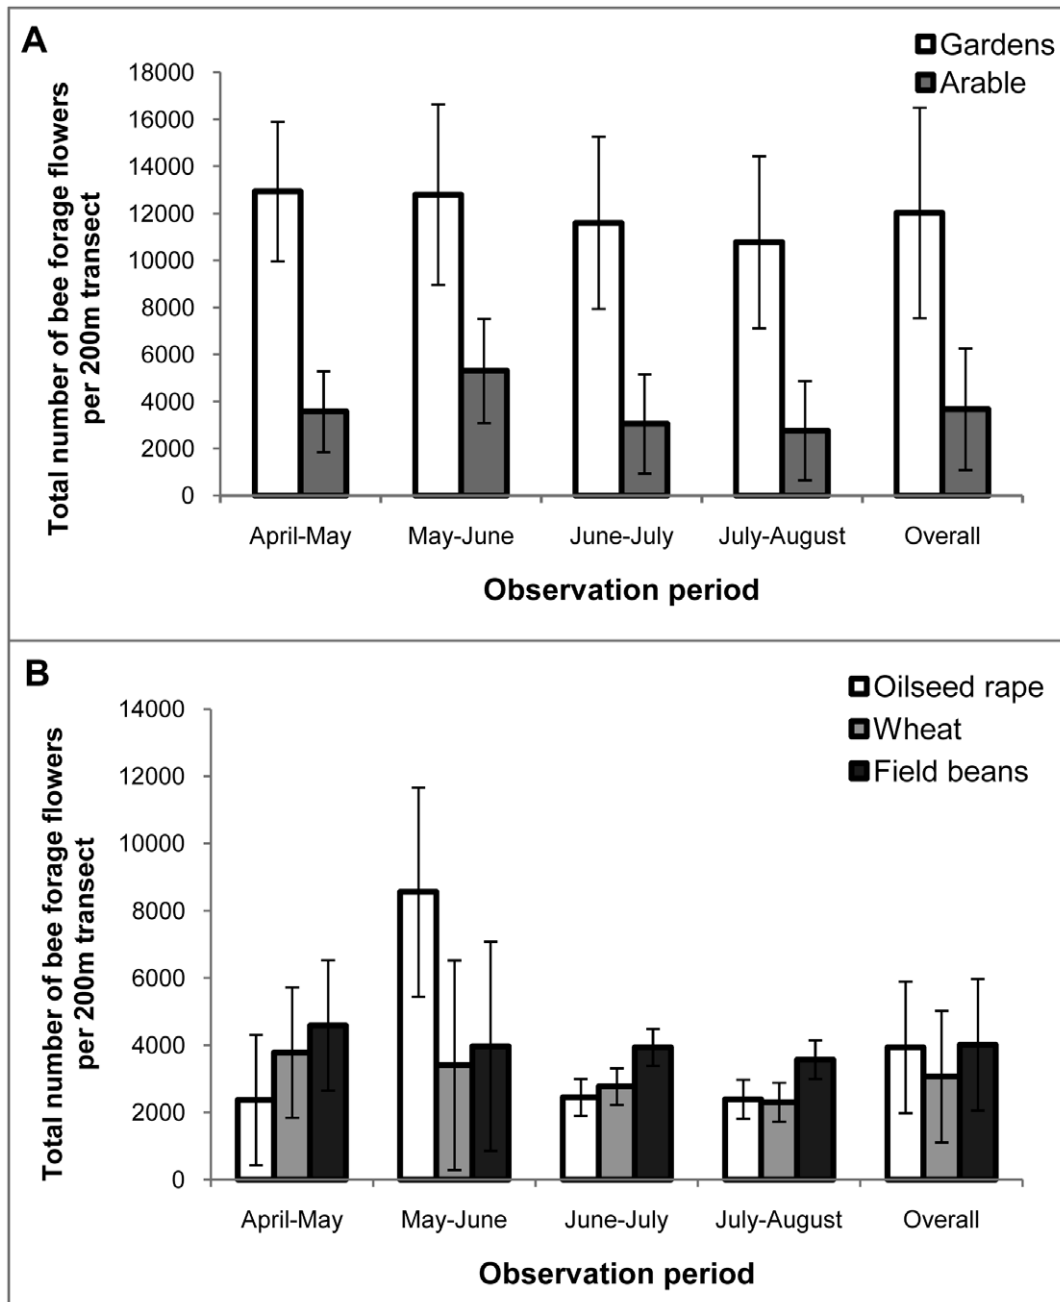 A
Gardens
Arable
Total number of bee forage flowers
per 200m transect
18000
16000
14000
12000
10000
8000
6000
4000
2000
0
April-May May-June June-July July-August Overall
Observation period
B
Oilseed rape
Wheat
Field beans
Total number of bee forage flowers
per 200m transect
14000
12000
10000
8000
6000
4000
2000
0
April-May May-June June-July July-August Overall
Observation period